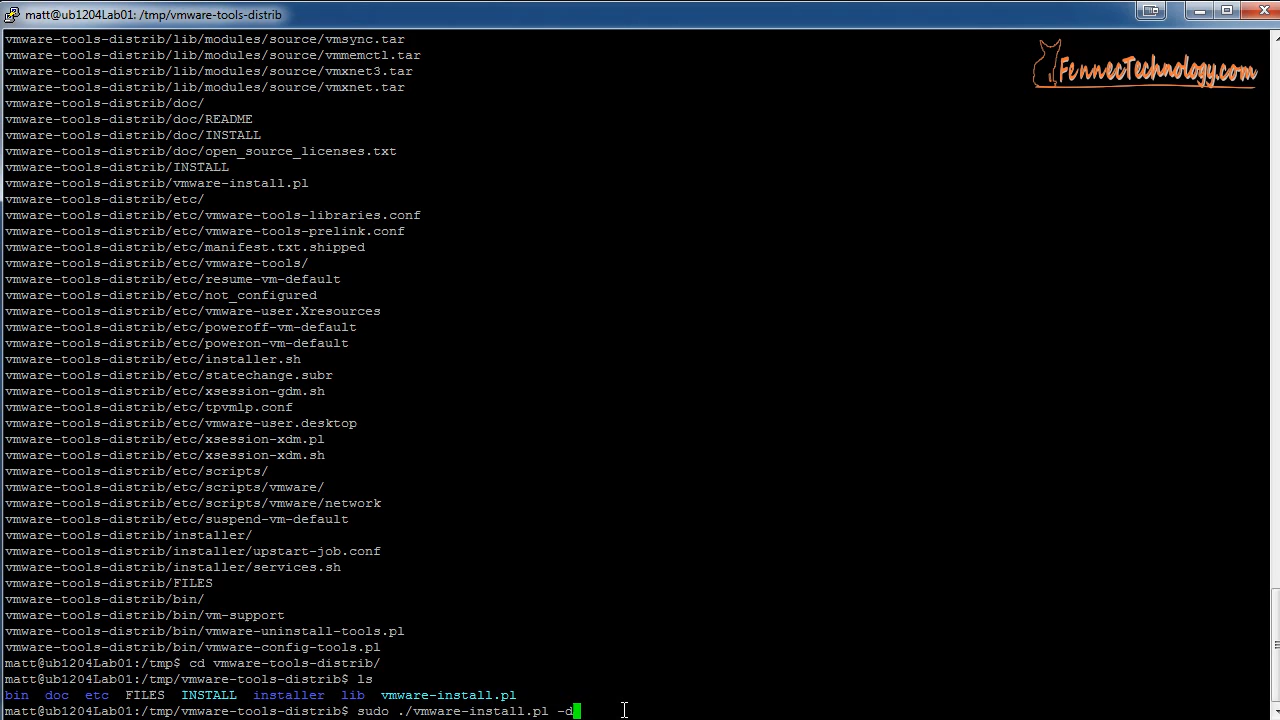 matt@ub1204Lab01: /tmp/vmware-tools-distrib
FennecTechnology.com
vmware-tools-distrib/lib/modules/source/vmsync.tar
vmware-tools-distrib/lib/modules/source/vmmemctl.tar
vmware-tools-distrib/lib/modules/source/vmxnet3.tar
vmware-tools-distrib/lib/modules/source/vmxnet.tar
vmware-tools-distrib/doc/
vmware-tools-distrib/doc/README
vmware-tools-distrib/doc/INSTALL
vmware-tools-distrib/doc/open_source_licenses.txt
vmware-tools-distrib/INSTALL
vmware-tools-distrib/vmware-install.pl
vmware-tools-distrib/etc/
vmware-tools-distrib/etc/vmware-tools-libraries.conf
vmware-tools-distrib/etc/vmware-tools-prelink.conf
vmware-tools-distrib/etc/manifest.txt.shipped
vmware-tools-distrib/etc/vmware-tools/
vmware-tools-distrib/etc/resume-vm-default
vmware-tools-distrib/etc/not_configured
vmware-tools-distrib/etc/vmware-user.Xresources
vmware-tools-distrib/etc/poweroff-vm-default
vmware-tools-distrib/etc/poweron-vm-default
vmware-tools-distrib/etc/installer.sh
vmware-tools-distrib/etc/statechange.subr
vmware-tools-distrib/etc/xsession-gdm.sh
vmware-tools-distrib/etc/tpvmlp.conf
vmware-tools-distrib/etc/vmware-user.desktop
vmware-tools-distrib/etc/xsession-xdm.pl
vmware-tools-distrib/etc/xsession-xdm.sh
vmware-tools-distrib/etc/scripts/
vmware-tools-distrib/etc/scripts/vmware/
vmware-tools-distrib/etc/scripts/vmware/network
vmware-tools-distrib/etc/suspend-vm-default
vmware-tools-distrib/installer/
vmware-tools-distrib/installer/upstart-job.conf
vmware-tools-distrib/installer/services.sh
vmware-tools-distrib/FILES
vmware-tools-distrib/bin/
vmware-tools-distrib/bin/vm-support
vmware-tools-distrib/bin/vmware-uninstall-tools.pl
vmware-tools-distrib/bin/vmware-config-tools.pl
matt@ub1204Lab01:/tmp$ cd vmware-tools-distrib/
matt@ub1204Lab01:/tmp/vmware-tools-distrib$ ls
bin doc etc FILES INSTALL installer lib vmware-install.pl
matt@ub1204Lab01:/tmp/vmware-tools-distrib$ sudo ./vmware-install.pl -d